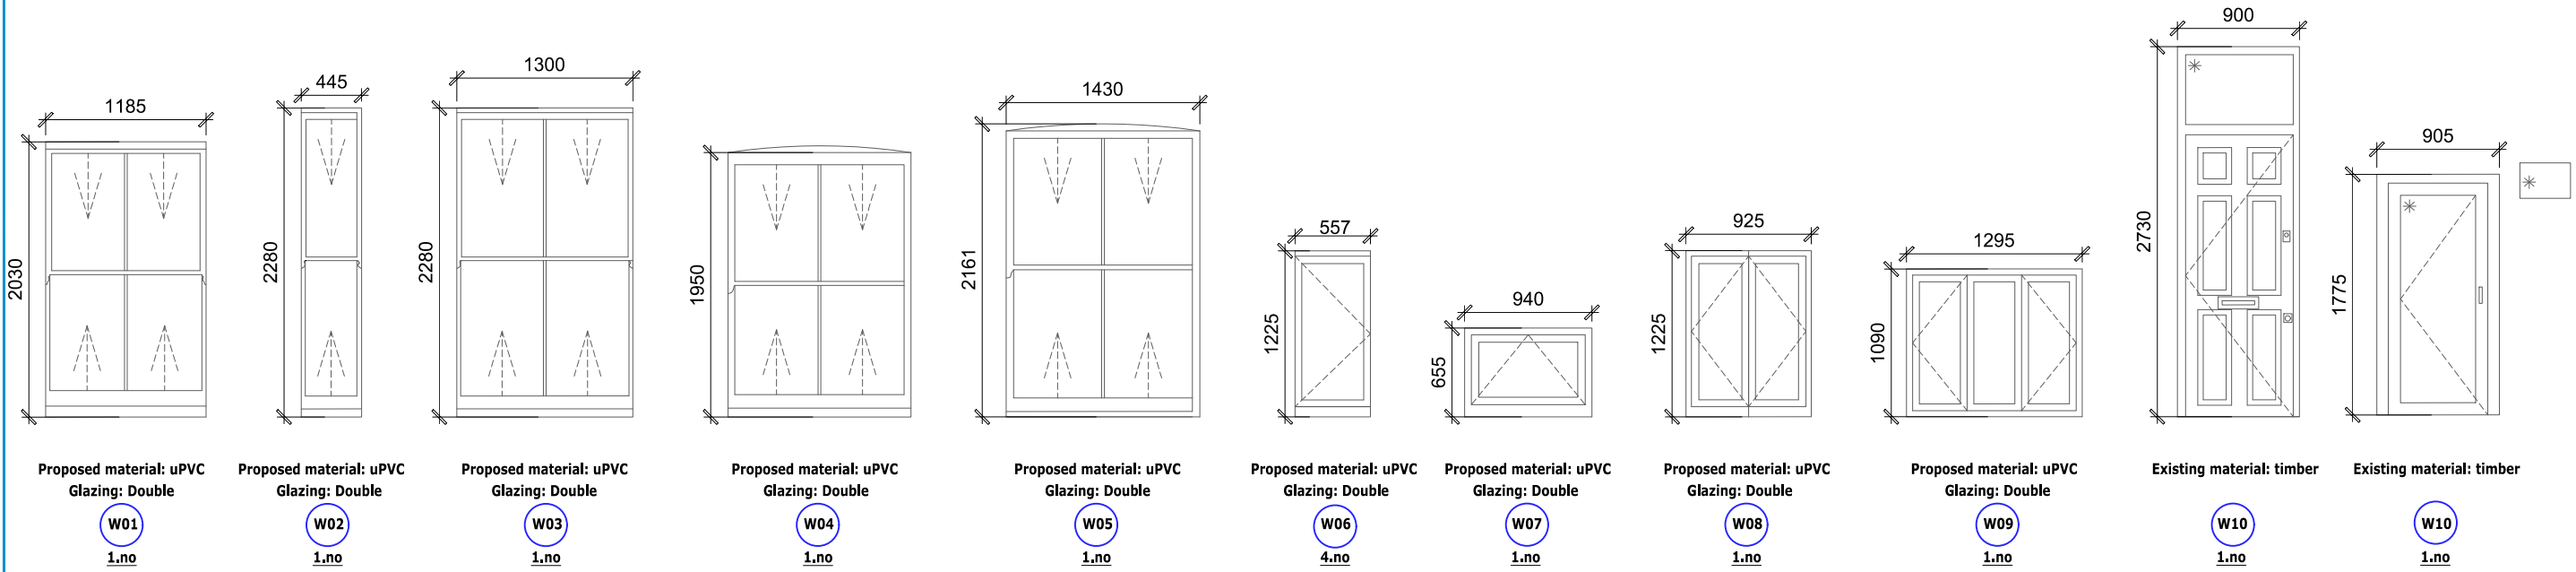 1185
2030
Proposed material: uPVC
Glazing: Double
W01
1.no
445
2280
Proposed material: uPVC
Glazing: Double
W02
1.no
1300
2280
Proposed material: uPVC
Glazing: Double
W03
1.no
1950
Proposed material: uPVC
Glazing: Double
W04
1.no
1430
2161
Proposed material: uPVC
Glazing: Double
W05
1.no
557
1225
Proposed material: uPVC
Glazing: Double
W06
4.no
940
655
Proposed material: uPVC
Glazing: Double
W07
1.no
925
1225
Proposed material: uPVC
Glazing: Double
W08
1.no
1295
1090
Proposed material: uPVC
Glazing: Double
W09
1.no
900
2730
Existing material: timber
W10
1.no
905
1775
Existing material: timber
W10
1.no